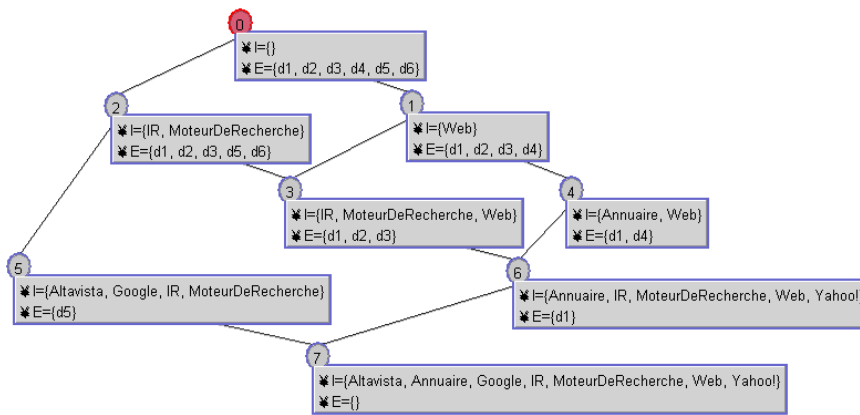 0
¥ I={}
¥ E={d1, d2, d3, d4, d5, d6}
2
1
¥ I={IR, MoteurDeRecherche}
¥ E={d1, d2, d3, d5, d6}
¥ I={Web}
¥ E={d1, d2, d3, d4}
3
4
¥ I={IR, MoteurDeRecherche, Web}
¥ E={d1, d2, d3}
¥ I={Annuaire, Web}
¥ E={d1, d4}
5
6
¥ I={Altavista, Google, IR, MoteurDeRecherche}
¥ E={d5}
¥ I={Annuaire, IR, MoteurDeRecherche, Web, Yahoo!}
¥ E={d1}
7
¥ I={Altavista, Annuaire, Google, IR, MoteurDeRecherche, Web, Yahoo!}
¥ E={}